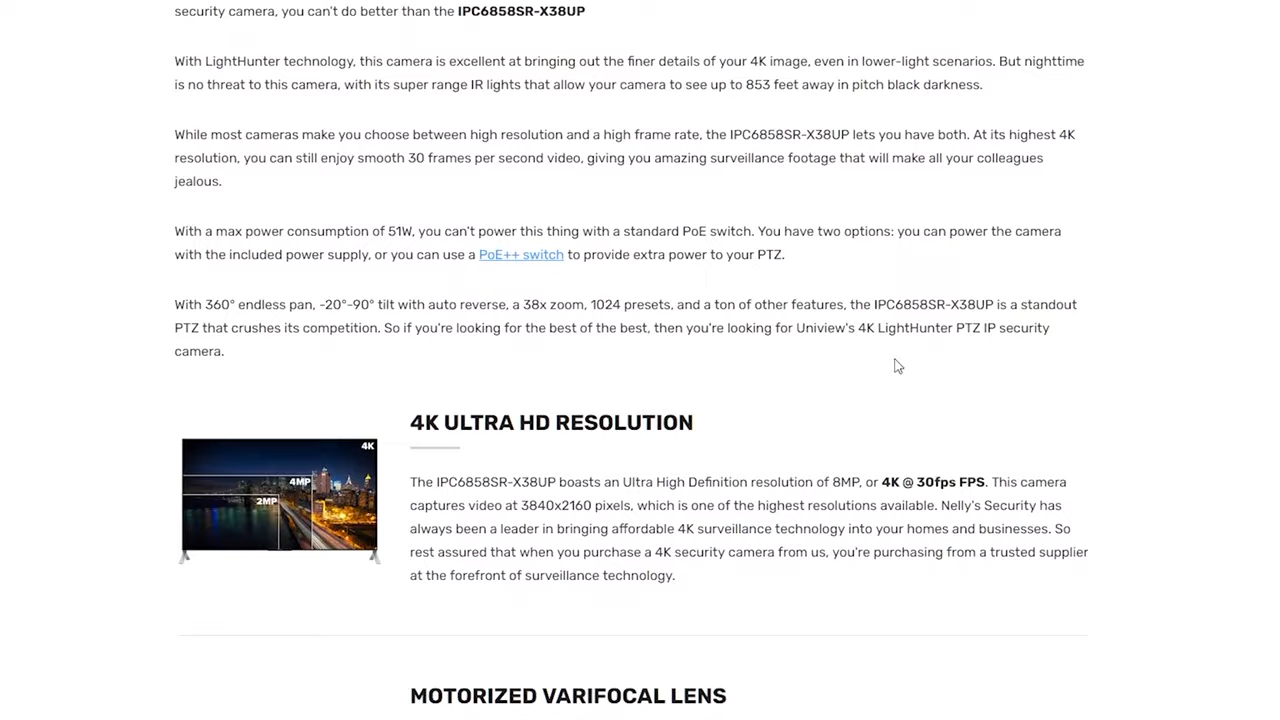 security camera, you can't do better than the IPC6858SR-X38UP
With LightHunter technology, this camera is excellent at bringing out the finer details of your 4K image, even in lower-light scenarios. But nighttime
is no threat to this camera, with its super range IR lights that allow your camera to see up to 853 feet away in pitch black darkness.
While most cameras make you choose between high resolution and a high frame rate, the IPC6858SR-X38UP lets you have both. At its highest 4K
resolution, you can still enjoy smooth 30 frames per second video, giving you amazing surveillance footage that will make all your colleagues
jealous.
With a max power consumption of 51W, you can't power this thing with a standard PoE switch. You have two options: you can power the camera
with the included power supply, or you can use a PoE++ switch to provide extra power to your PTZ.
With 360° endless pan, -20°-90° tilt with auto reverse, a 38x zoom, 1024 presets, and a ton of other features, the IPC6858SR-X38UP is a standout
PTZ that crushes its competition. So if you're looking for the best of the best, then you're looking for Uniview's 4K LightHunter PTZ IP security
camera.
4K ULTRA HD RESOLUTION
4K
4MP
2MP
The IPC6858SR-X38UP boasts an Ultra High Definition resolution of 8MP, or 4K @ 30fps FPS. This camera
captures video at 3840x2160 pixels, which is one of the highest resolutions available. Nelly's Security has
always been a leader in bringing affordable 4K surveillance technology into your homes and businesses. So
rest assured that when you purchase a 4K security camera from us, you're purchasing from a trusted supplier
at the forefront of surveillance technology.
MOTORIZED VARIFOCAL LENS